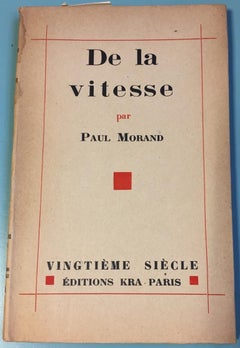 De la
vitesse
par
PAUL MORAND
VINGTIÈME SIÈCLE
ÉDITIONS KRA PARIS